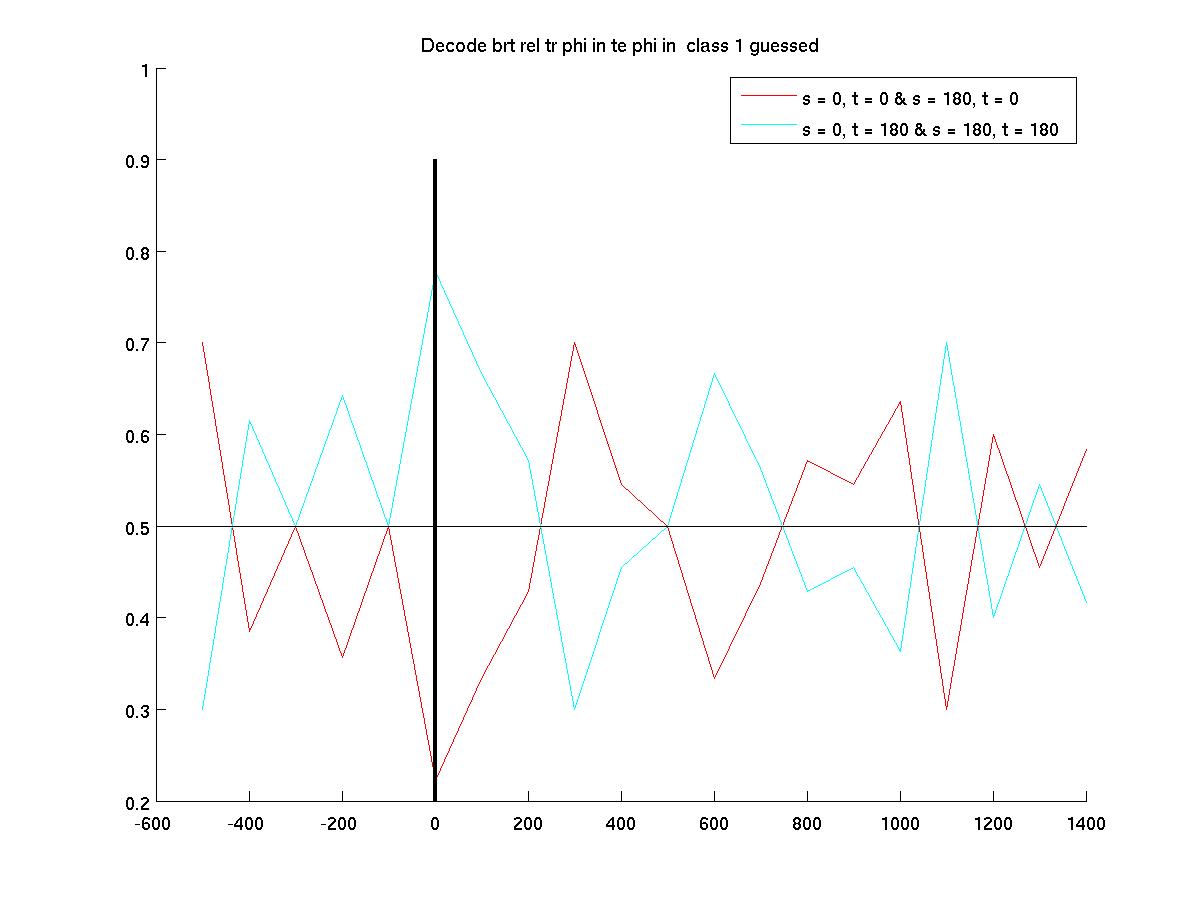 Decode brt rel tr phi in te phi in  class 1 guessed
s = 0, t = 0 & s = 180, t = 0
s = 0, t = 180 & s = 180, t = 180
1
0.9
0.8
0.7
0.6
0.5
0.4
0.3
0.2
-600 -400 -200 0 200 400 600 800 1000 1200 1400